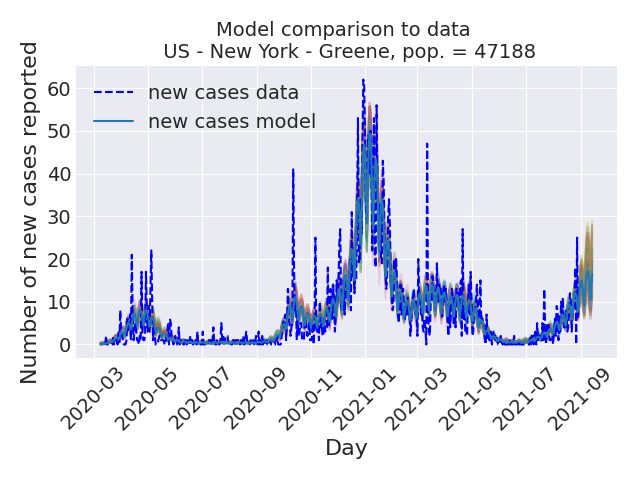 Model comparison to data
US - New York - Greene, pop. = 47188
Number of new cases reported
60
50
40
30
20
10
0
new cases data
new cases model
2020-03
2020-05
2020-07
2020-09
2020-11
2021-01
2021-03
2021-05
2021-07
2021-09
Day